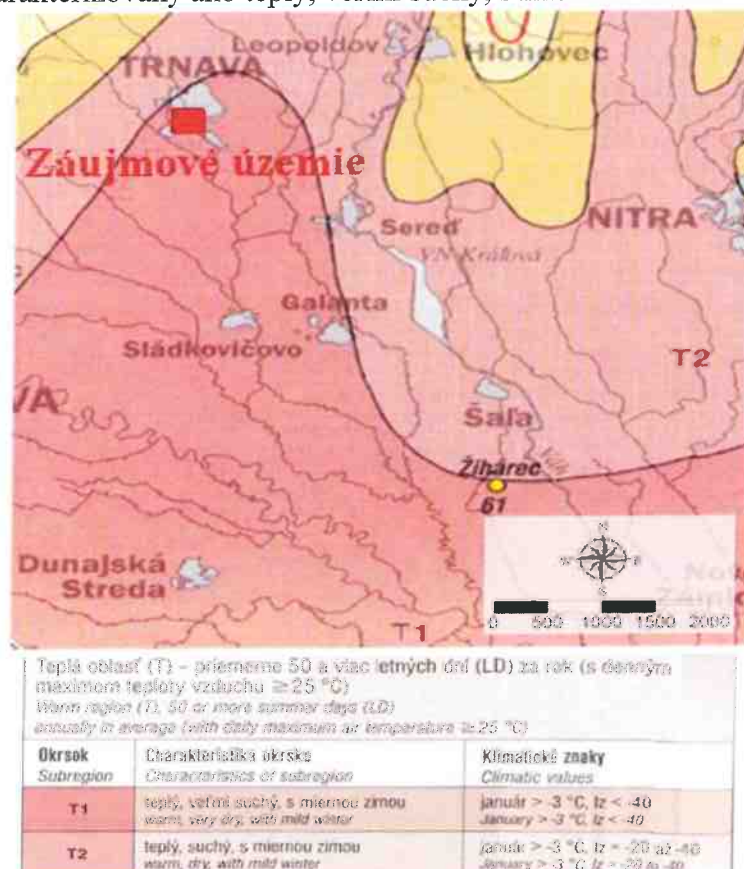 teplý, veľmi suchý, s
Leopoldov
Hlohovec
TRNAVA
Záujmové územie
NITRA
Sereď
VN Kráľová
Galanta
Sládkovičovo
T2
VA
Šaľa
Žihárec
61
Dunajská
Streda
N
W
E
S
0 500 1000 1500 2000
T1
Teplá oblasť (T) – priemerne 50 a viac letných dní (LD) za rok (s denným
maximom teploty vzduchu ≥ 25 °C)
Warm region (T), 50 or more summer days (LD)
annually in average (with daily maximum air temperature ≥ 25 °C)
Okrsok Charakteristika okrsku Klimatické znaky
Subregion Characteristics of subregion Climatic values
T1 teplý, veľmi suchý, s miernou zimou január > -3 °C, Iz < -40
warm, very dry, with mild winter January > -3 °C, Iz < -40
T2 teplý, suchý, s miernou zimou január > -3 °C, Iz = -20 až -40
warm, dry, with mild winter January > -3 °C, Iz = -20 to -40